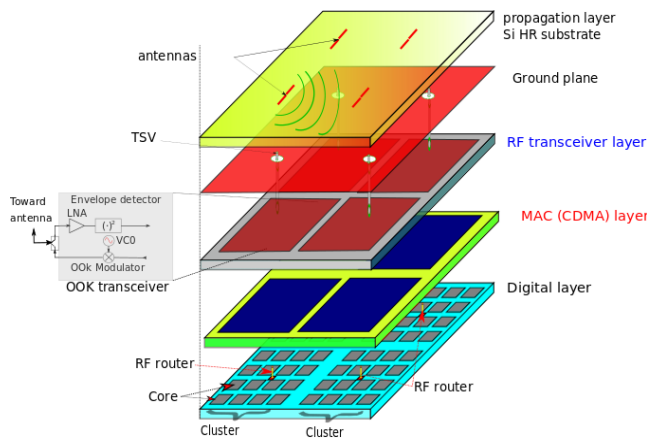 propagation layer
Si HR substrate
antennas
Ground plane
TSV
RF transceiver layer
Toward
antenna
Envelope detector
LNA
(·)²
VC0
OOk Modulator
OOK transceiver
MAC (CDMA) layer
Digital layer
RF router
RF router
Core
Cluster
Cluster